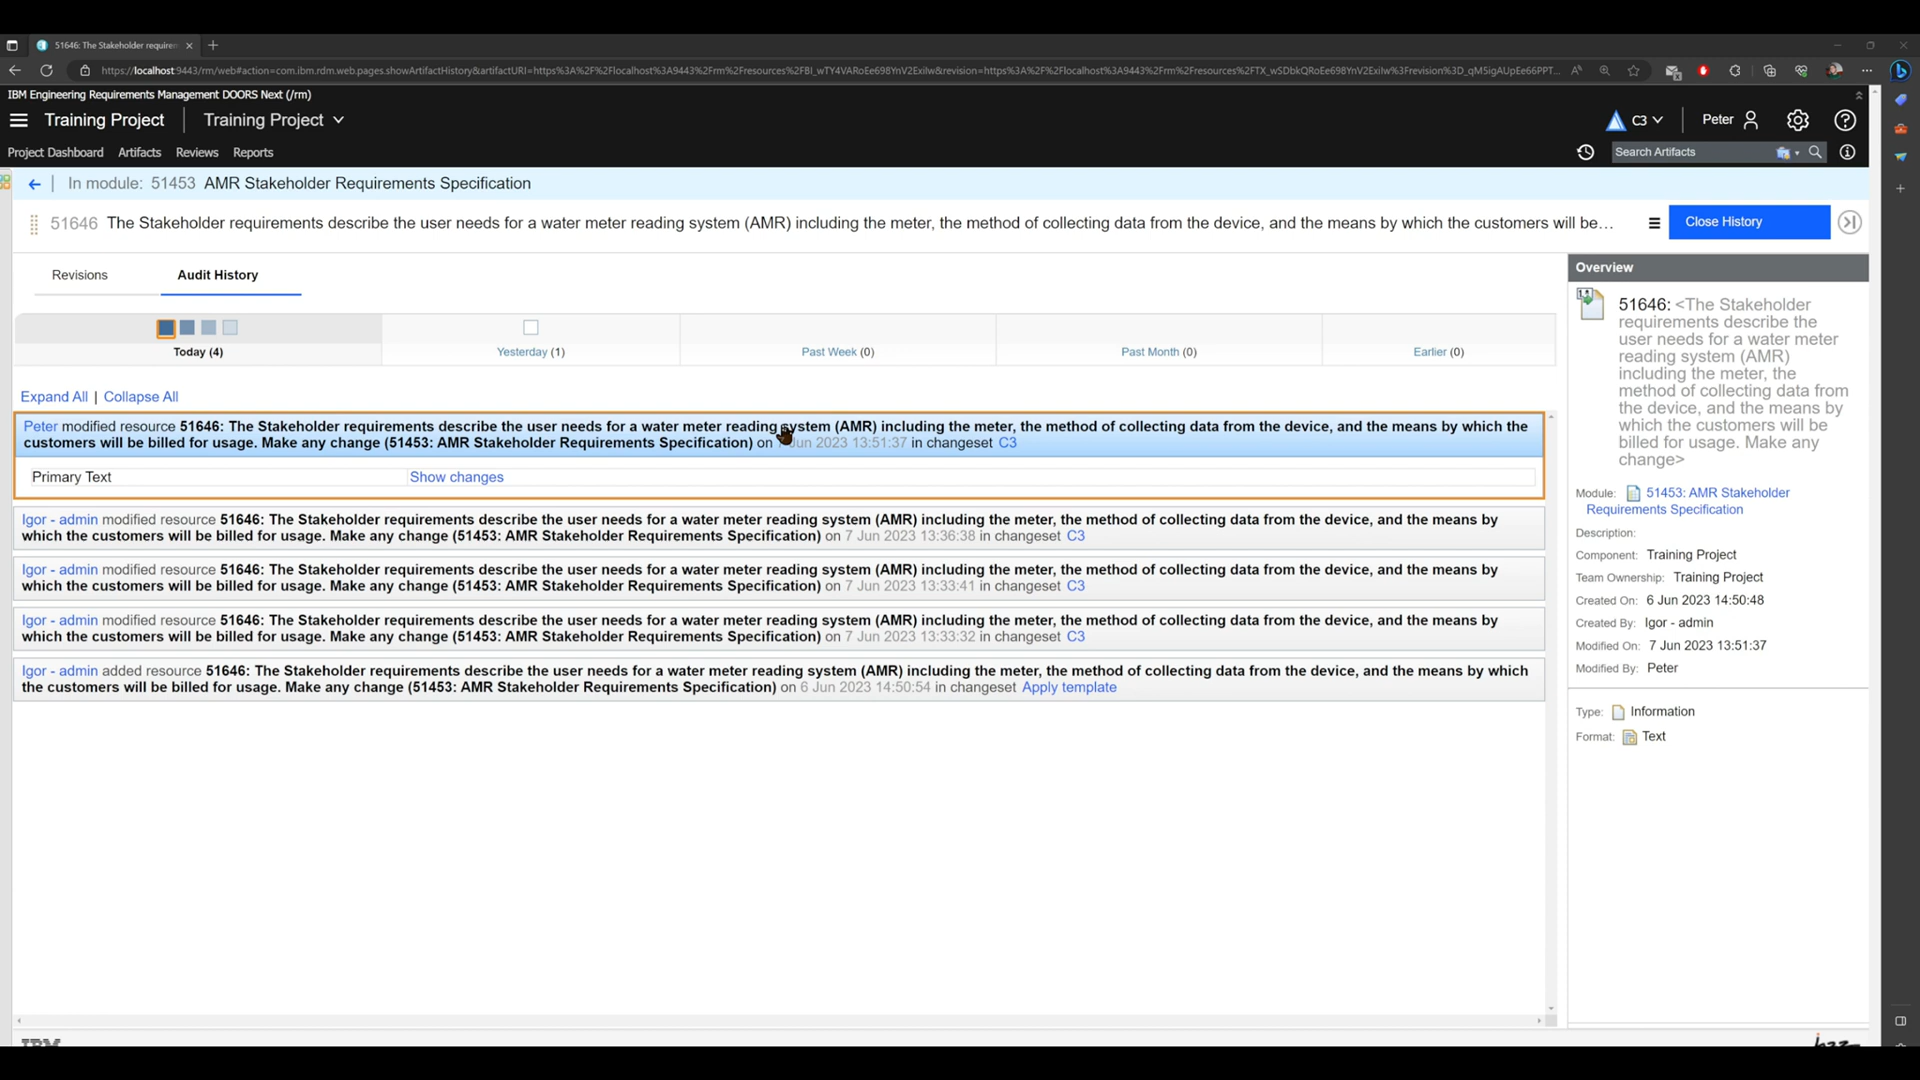 51646: The Stakeholder requiren
https://localhost:9443/rm/web#action=com.ibm.rdm.web.pages.showArtifactHistory&artifactURI=https%3A%2F%2Flocalhost%3A9443%2Frm%2Fresources%2FBI_wTY4VARoEe698YnV2Exilw&revision=https%3A%2F%2Flocalhost%3A9443%2Frm%2Fresources%2FTX_wSDbkQRoEe698YnV2Exilw%3Frevision%3D_qM5igAUpEe66PPT...
IBM Engineering Requirements Management DOORS Next (/rm)
Training Project
Training Project
C3
Peter
Project Dashboard
Artifacts
Reviews
Reports
Search Artifacts
In module: 51453 AMR Stakeholder Requirements Specification
51646 The Stakeholder requirements describe the user needs for a water meter reading system (AMR) including the meter, the method of collecting data from the device, and the means by which the customers will be...
Close History
Revisions
Audit History
Today (4)
Yesterday (1)
Past Week (0)
Past Month (0)
Earlier (0)
Expand All | Collapse All
Peter modified resource 51646: The Stakeholder requirements describe the user needs for a water meter reading system (AMR) including the meter, the method of collecting data from the device, and the means by which the
customers will be billed for usage. Make any change (51453: AMR Stakeholder Requirements Specification) on Jun 2023 13:51:37 in changeset C3
Primary Text
Show changes
Igor - admin modified resource 51646: The Stakeholder requirements describe the user needs for a water meter reading system (AMR) including the meter, the method of collecting data from the device, and the means by
which the customers will be billed for usage. Make any change (51453: AMR Stakeholder Requirements Specification) on 7 Jun 2023 13:36:38 in changeset C3
Igor - admin modified resource 51646: The Stakeholder requirements describe the user needs for a water meter reading system (AMR) including the meter, the method of collecting data from the device, and the means by
which the customers will be billed for usage. Make any change (51453: AMR Stakeholder Requirements Specification) on 7 Jun 2023 13:33:41 in changeset C3
Igor - admin modified resource 51646: The Stakeholder requirements describe the user needs for a water meter reading system (AMR) including the meter, the method of collecting data from the device, and the means by
which the customers will be billed for usage. Make any change (51453: AMR Stakeholder Requirements Specification) on 7 Jun 2023 13:33:32 in changeset C3
Igor - admin added resource 51646: The Stakeholder requirements describe the user needs for a water meter reading system (AMR) including the meter, the method of collecting data from the device, and the means by which
the customers will be billed for usage. Make any change (51453: AMR Stakeholder Requirements Specification) on 6 Jun 2023 14:50:54 in changeset Apply template
Overview
51646: <The Stakeholder
requirements describe the
user needs for a water meter
reading system (AMR)
including the meter, the
method of collecting data from
the device, and the means by
which the customers will be
billed for usage. Make any
change>
Module: 51453: AMR Stakeholder
Requirements Specification
Description:
Component: Training Project
Team Ownership: Training Project
Created On: 6 Jun 2023 14:50:48
Created By: Igor - admin
Modified On: 7 Jun 2023 13:51:37
Modified By: Peter
Type: Information
Format: Text
IBM